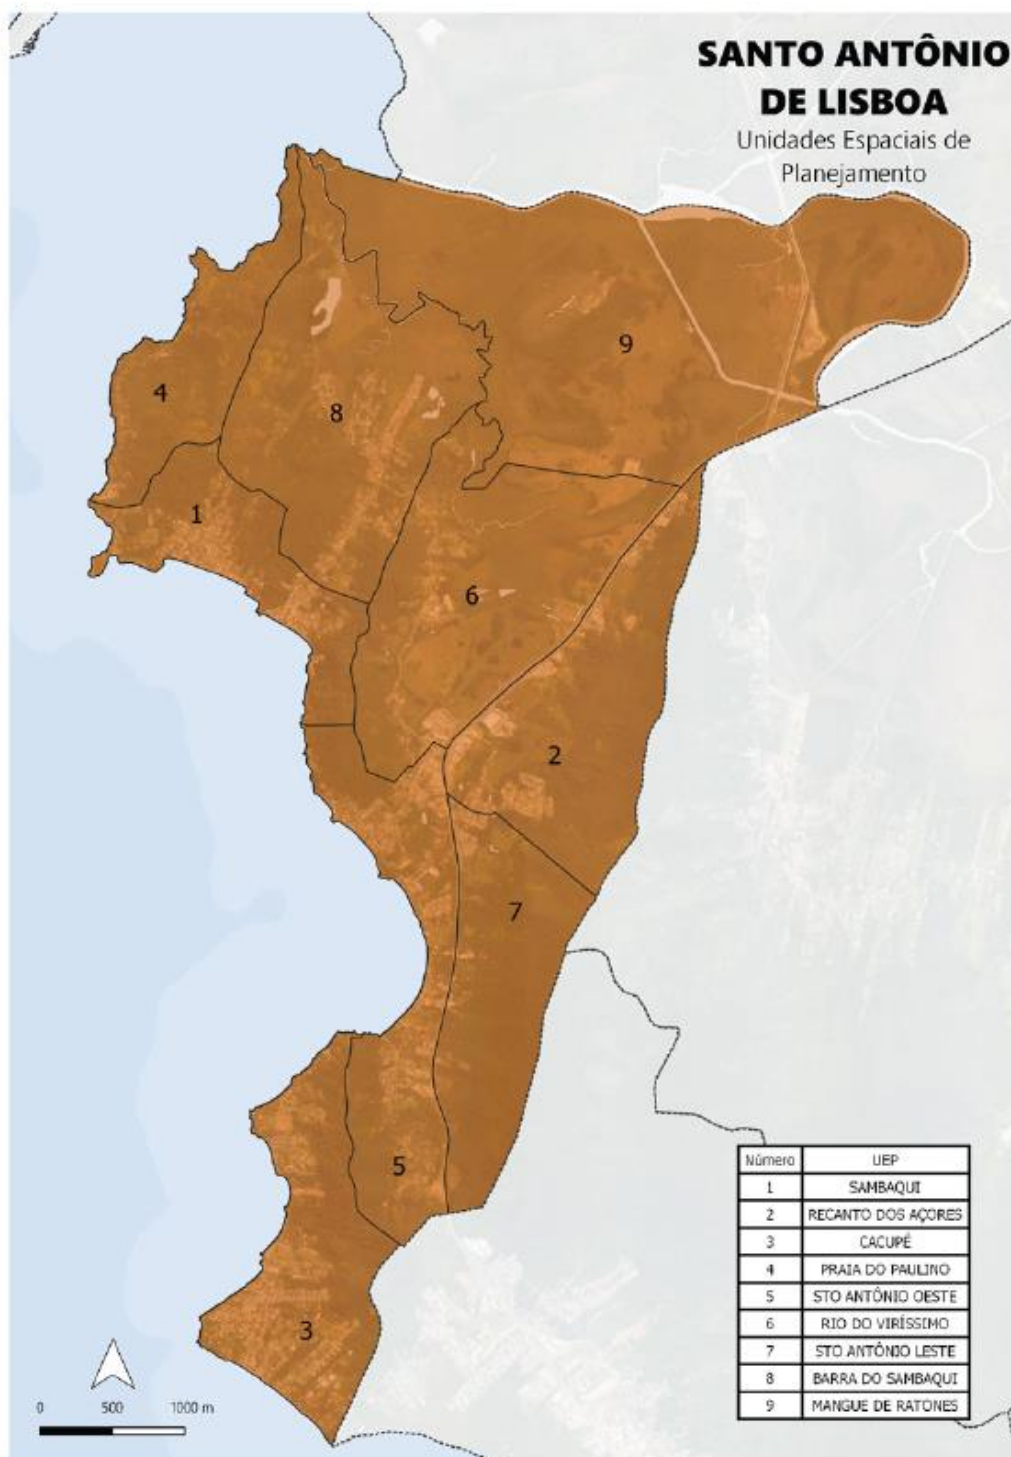 SANTO ANTÔNIO
DE LISBOA
Unidades Espaciais de
Planejamento
9
4
8
1
6
2
7
5
3
0 500 1000 m
Número UEP
1 SAMBAQUI
2 RECANTO DOS AÇORES
3 CACUPÉ
4 PRAIA DO PAULINO
5 STO ANTÔNIO OESTE
6 RIO DO VIRÍSSIMO
7 STO ANTÔNIO LESTE
8 BARRA DO SAMBAQUI
9 MANGUE DE RATONES